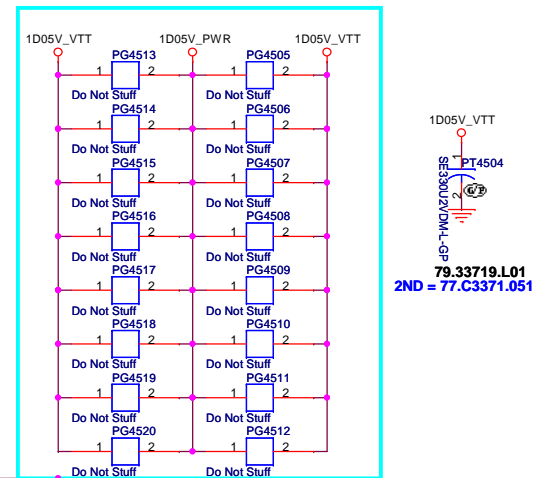 1D05V_VTT 1D05V_PWR 1D05V_VTT
PG4513 PG4505
1 2 1 2
Do Not Stuff Do Not Stuff
PG4514 PG4506
1 2 1 2
Do Not Stuff Do Not Stuff
PG4515 PG4507
1 2 1 2
Do Not Stuff Do Not Stuff
PG4516 PG4508
1 2 1 2
Do Not Stuff Do Not Stuff
PG4517 PG4509
1 2 1 2
Do Not Stuff Do Not Stuff
PG4518 PG4510
1 2 1 2
Do Not Stuff Do Not Stuff
PG4519 PG4511
1 2 1 2
Do Not Stuff Do Not Stuff
PG4520 PG4512
1 2 1 2
Do Not Stuff Do Not Stuff
1D05V_VTT
1
PT4504
SE330U2VDM-L-GP
2
G/P
79.33719.L01
2ND = 77.C3371.051